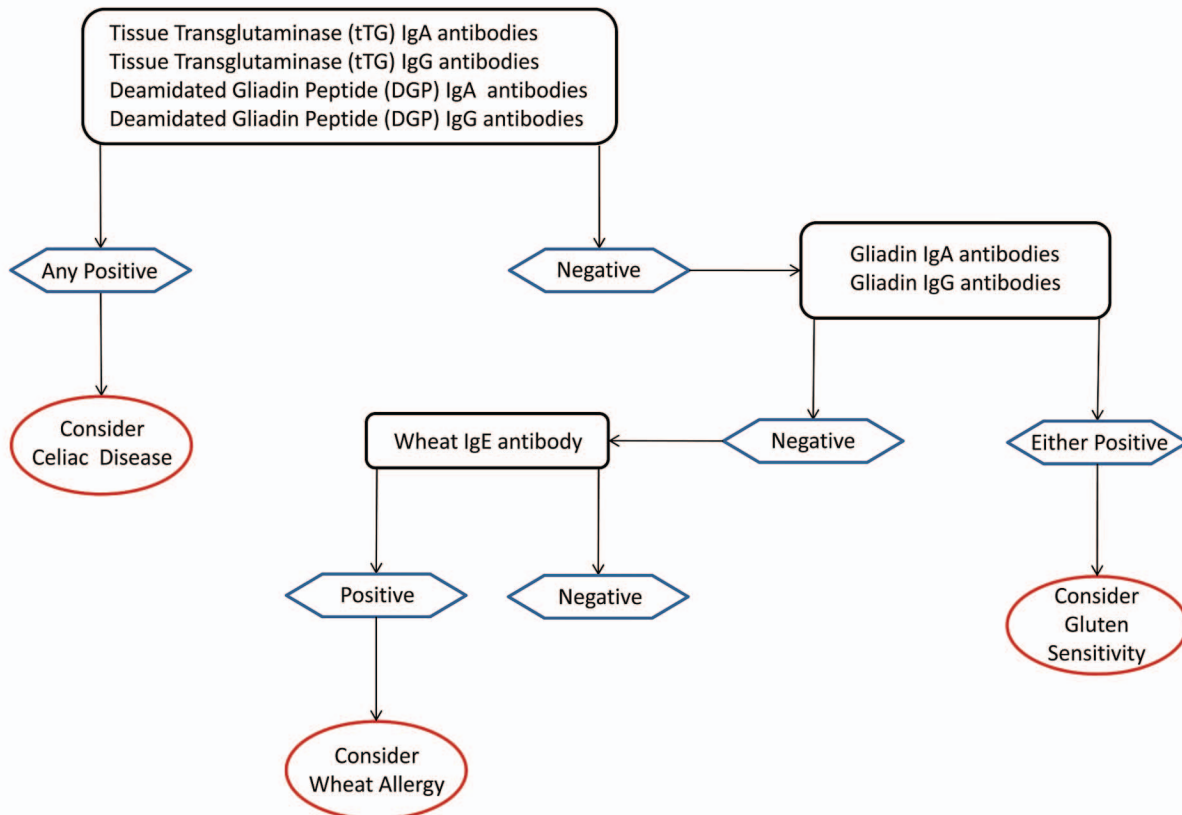 Tissue Transglutaminase (tTG) IgA antibodies
Tissue Transglutaminase (tTG) IgG antibodies
Deamidated Gliadin Peptide (DGP) IgA antibodies
Deamidated Gliadin Peptide (DGP) IgG antibodies
Any Positive
Negative
Gliadin IgA antibodies
Gliadin IgG antibodies
Consider
Celiac Disease
Wheat IgE antibody
Negative
Either Positive
Positive
Negative
Consider
Gluten
Sensitivity
Consider
Wheat Allergy